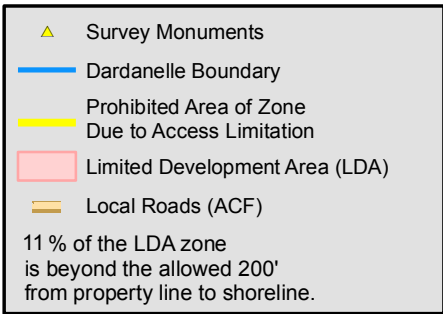 Survey Monuments
Dardanelle Boundary
Prohibited Area of Zone
Due to Access Limitation
Limited Development Area (LDA)
Local Roads (ACF)
11 % of the LDA zone
is beyond the allowed 200'
from property line to shoreline.